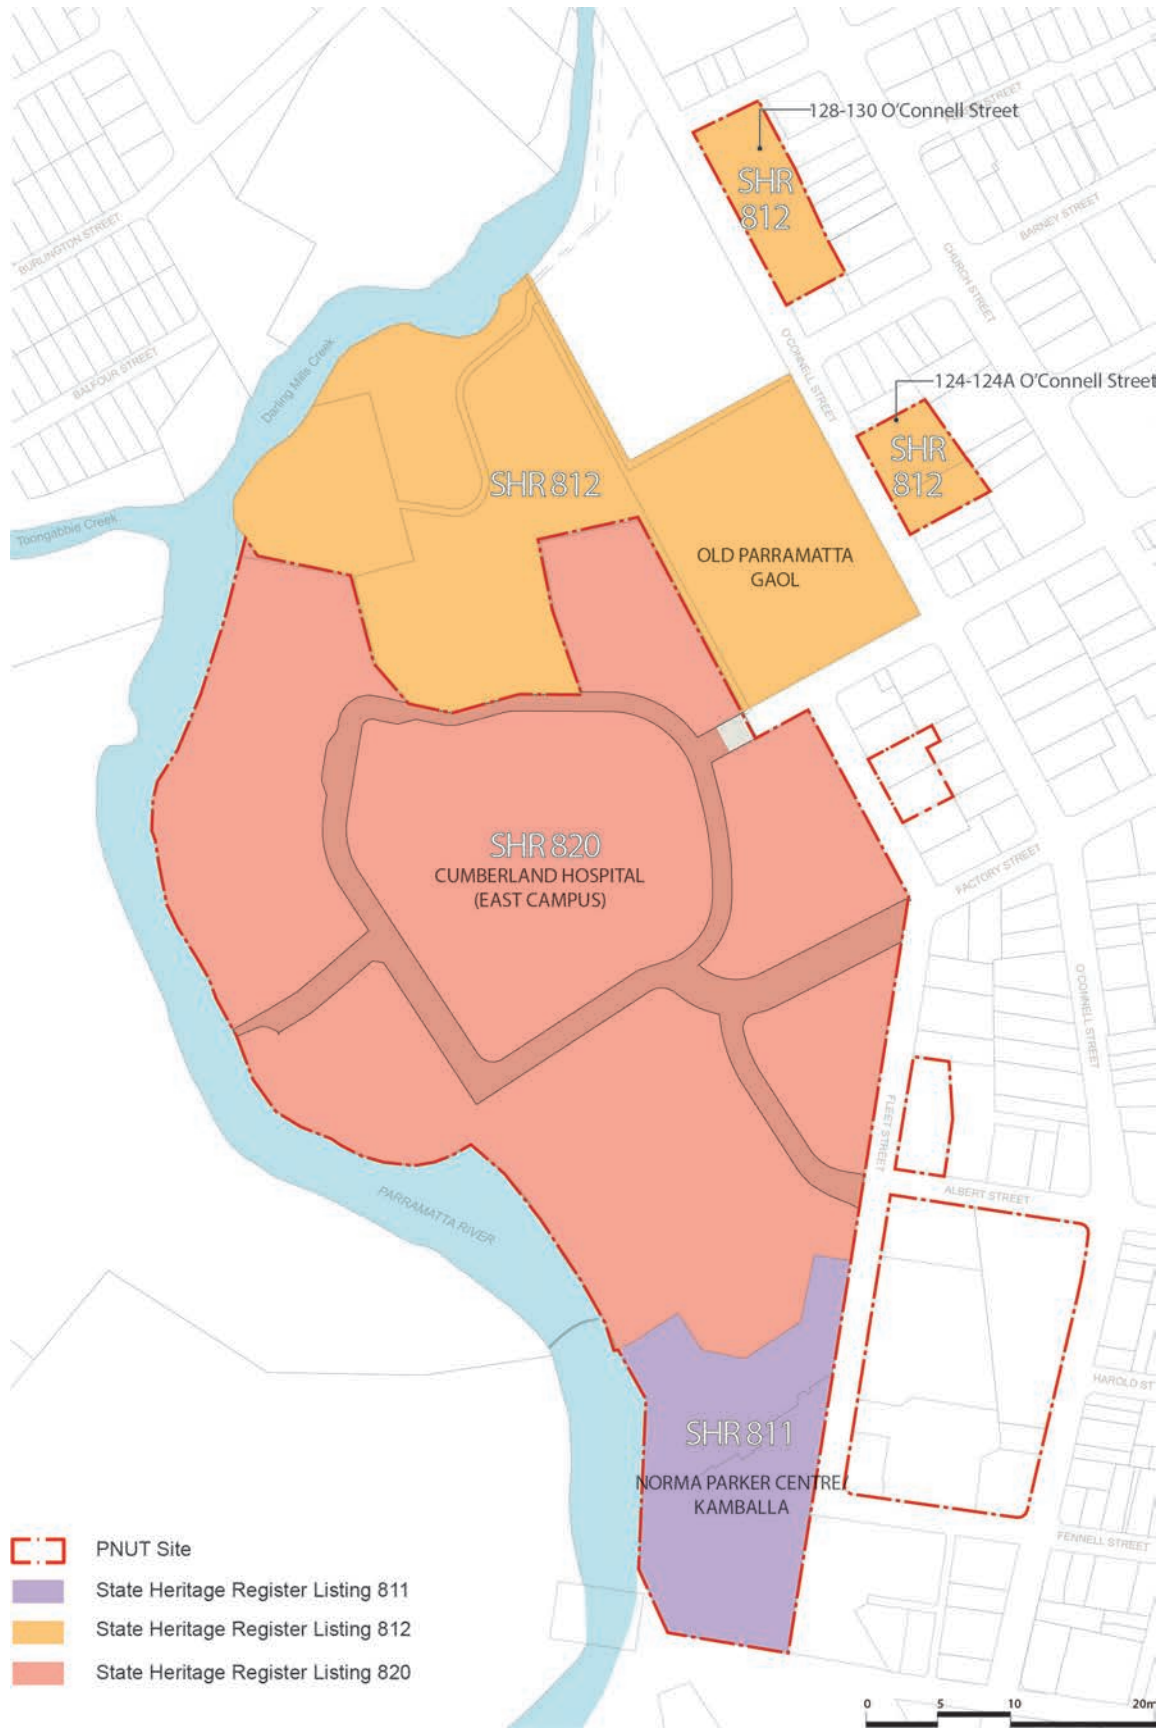 128-130 O'Connell Street
SHR
812
BURLINGTON STREET
BARNEY STREET
CHURCH STREET
BALFOUR STREET
Darling Mills Creek
O'CONNELL STREET
124-124A O'Connell Street
SHR
812
SHR 812
Toongabbie Creek
OLD PARRAMATTA
GAOL
SHR 820
CUMBERLAND HOSPITAL
(EAST CAMPUS)
FACTORY STREET
O'CONNELL STREET
FLEET STREET
ALBERT STREET
PARRAMATTA RIVER
HAROLD ST
SHR 811
NORMA PARKER CENTRE/
KAMBALLA
FENNELL STREET
PNUT Site
State Heritage Register Listing 811
State Heritage Register Listing 812
State Heritage Register Listing 820
0 5 10 20m